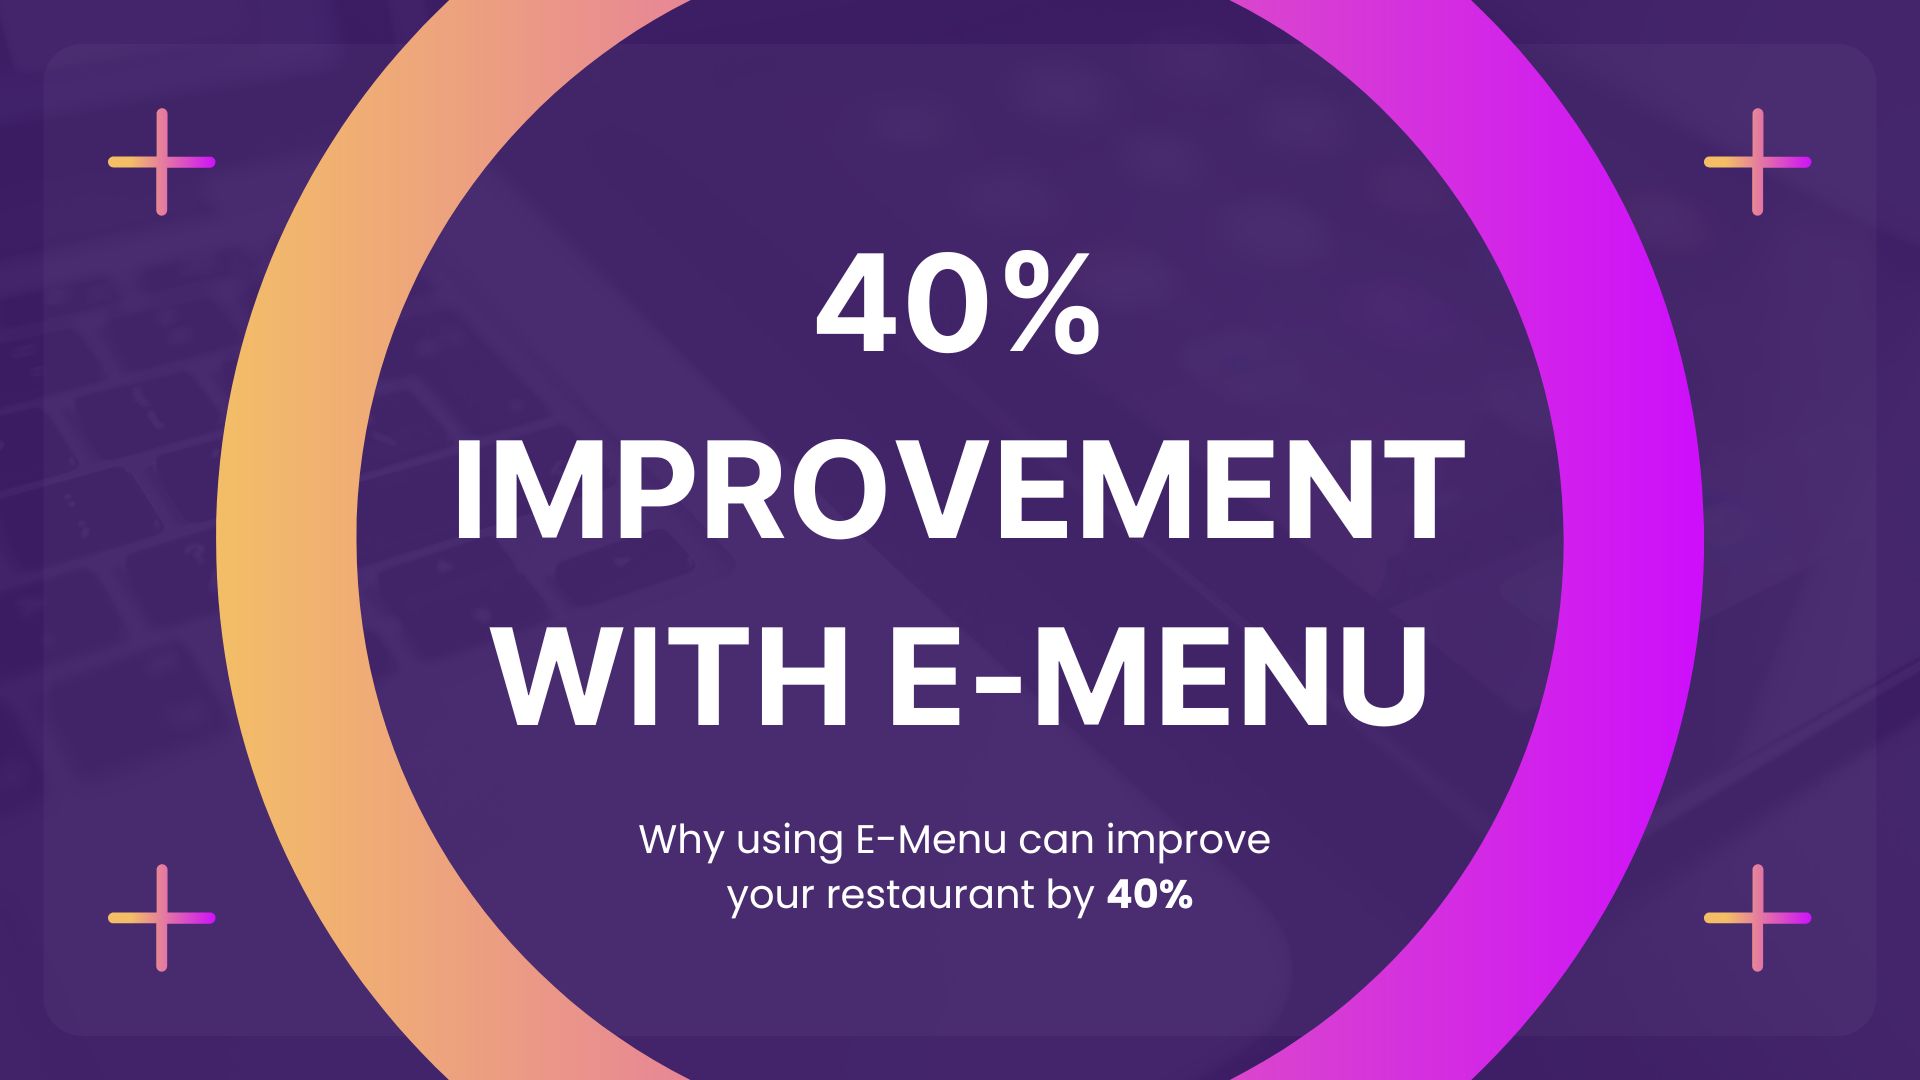 40%
IMPROVEMENT
WITH E-MENU
Why using E-Menu can improve
your restaurant by 40%